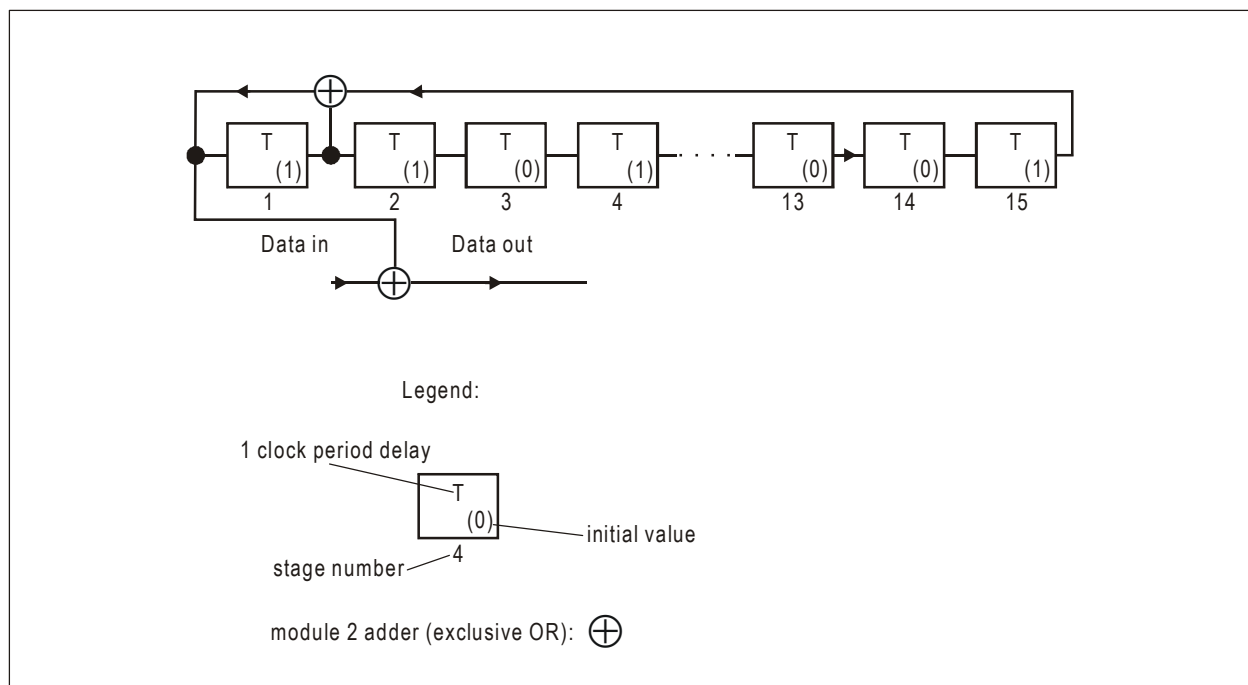 T T T T T T T
(1) (1) (0) (1) (0) (0) (1)
1 2 3 4 13 14 15
Data in Data out
Legend:
1 clock period delay
T
(0)
initial value
4
stage number
module 2 adder (exclusive OR):